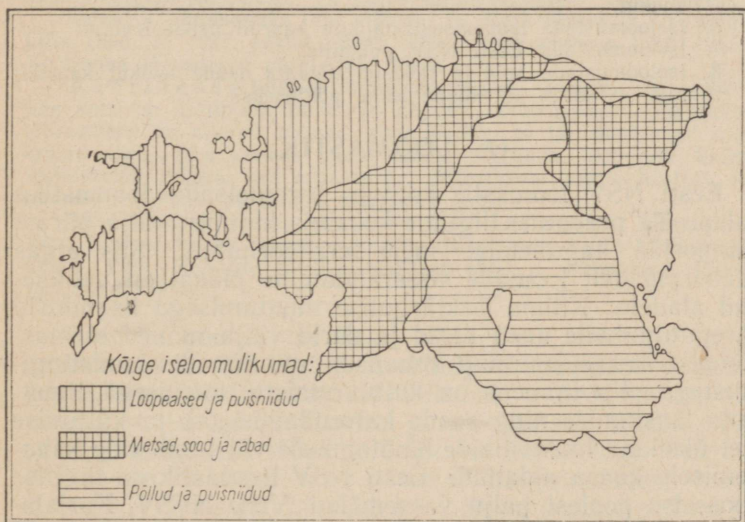 Kõige iseloomulikumad:
Loopealsed ja puisniidud
Metsad, sood ja rabad
Põllud ja puisniidud